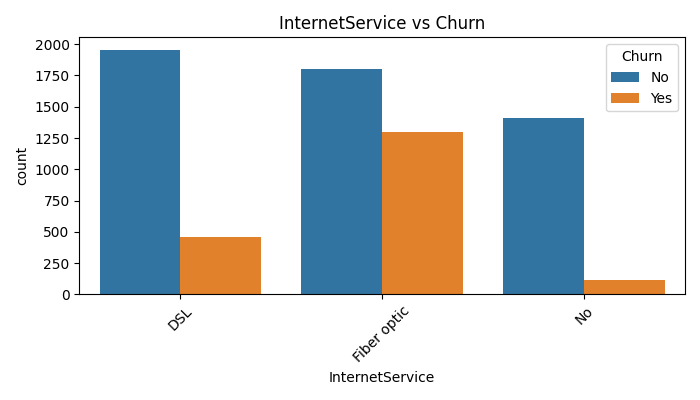 InternetService vs Churn
2000
1750
1500
1250
1000
750
500
250
0
count
Churn
No
Yes
DSL
Fiber optic
No
InternetService